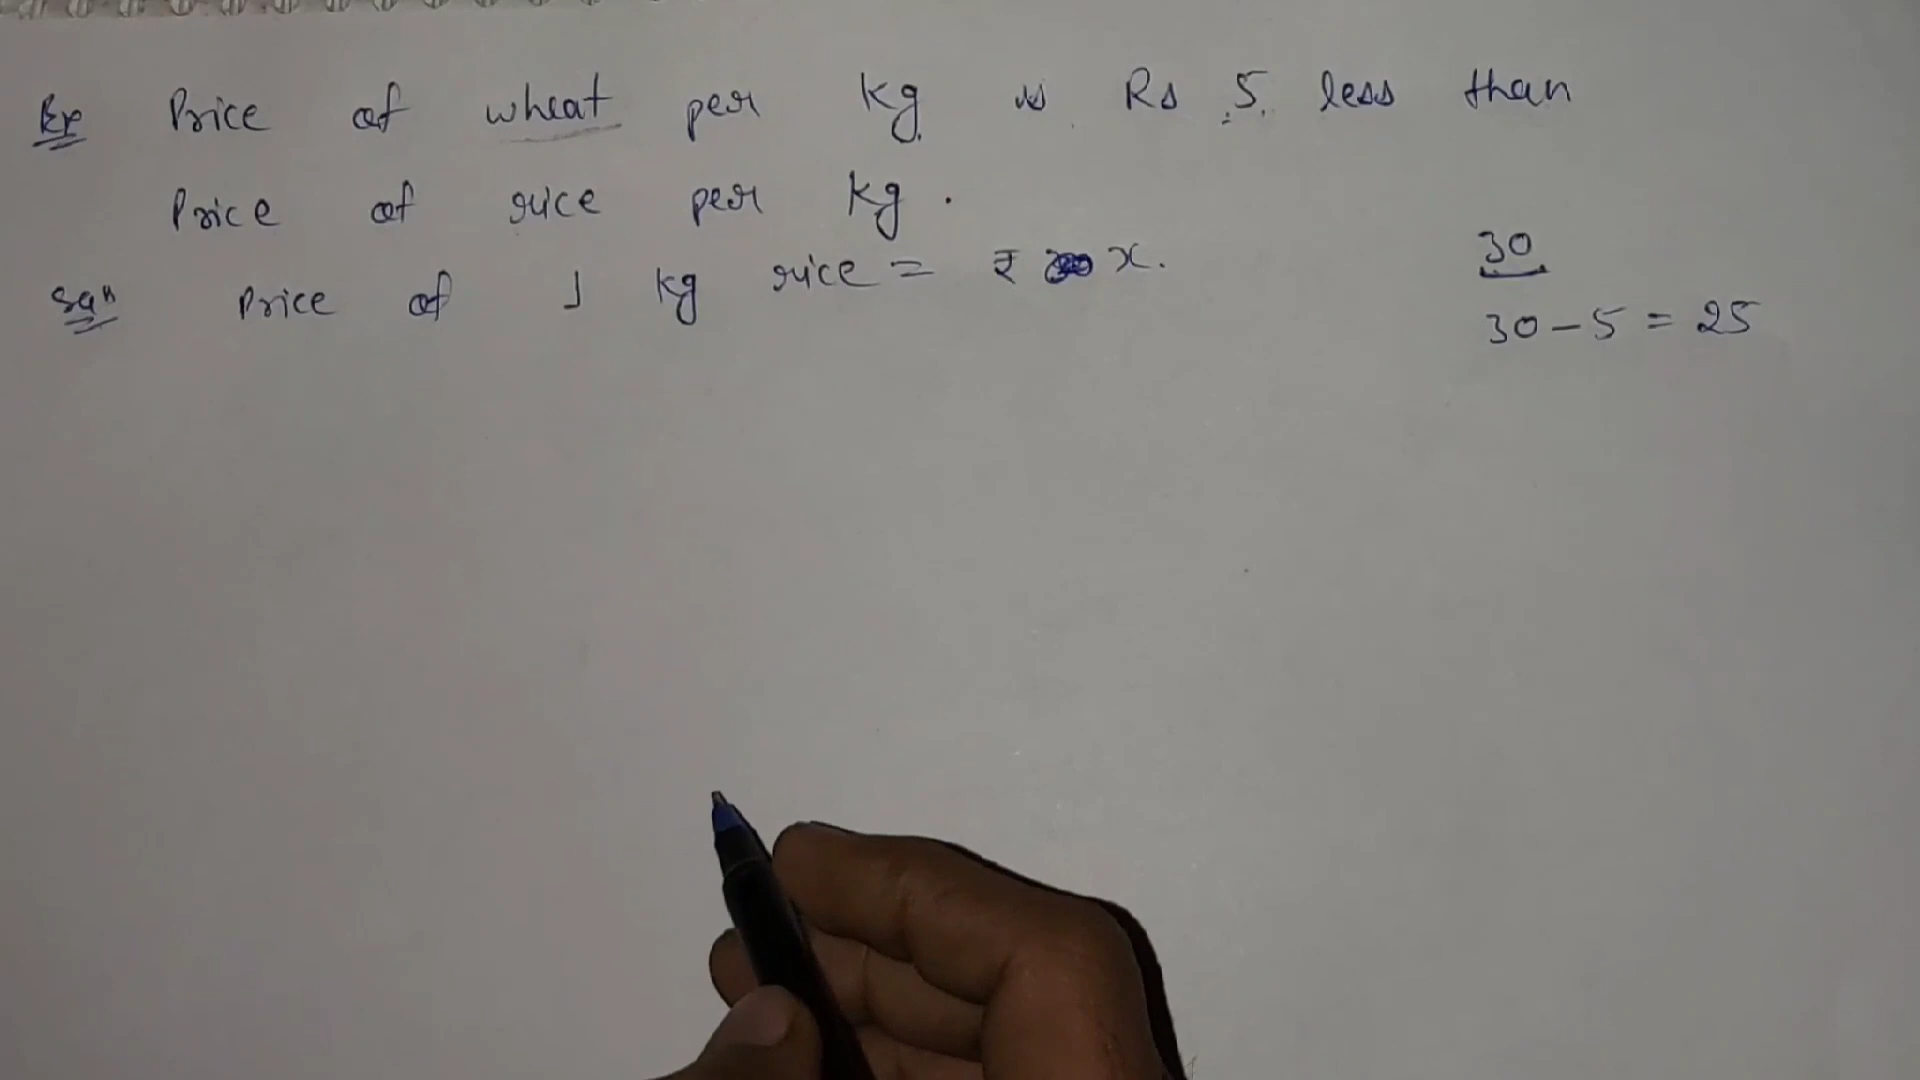 Ex Price of wheat per kg is Rs 5 less than
Price of rice per kg.
Solⁿ Price of 1 kg rice = ₹ x.
30
30 - 5 = 25